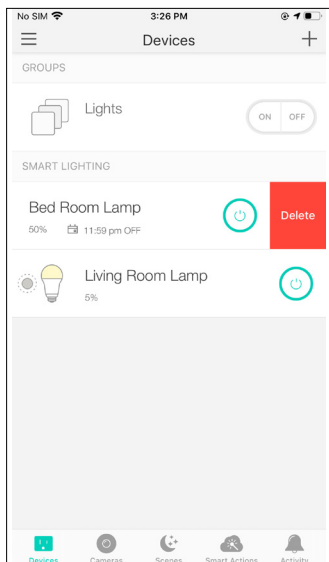 No SIM 3:26 PM
Devices
GROUPS
Lights
ON OFF
SMART LIGHTING
Bed Room Lamp
50% 11:59 pm OFF
Delete
Living Room Lamp
5%
Devices Cameras Scenes Smart Actions Activity